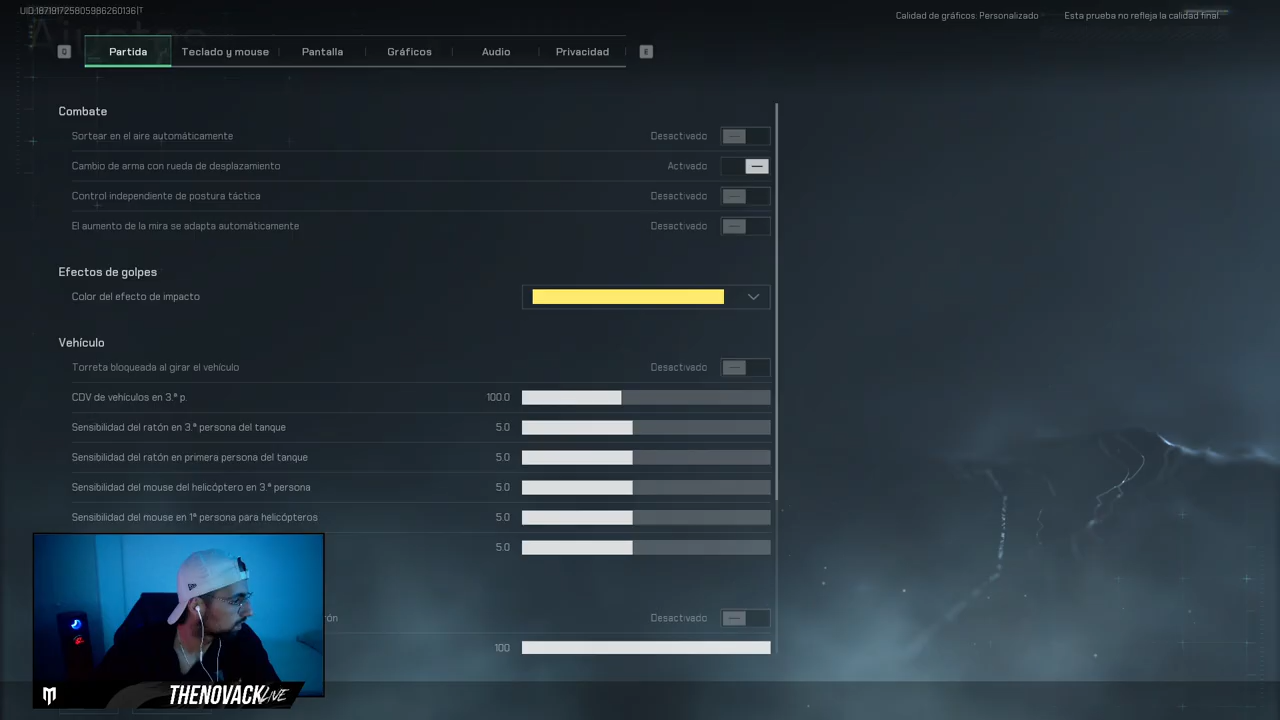 UID:18719172580598626013​6|T
Calidad de gráficos: Personalizado
Esta prueba no refleja la calidad final.
Ajustes
Q
Partida
Teclado y mouse
Pantalla
Gráficos
Audio
Privacidad
E
Combate
Sortear en el aire automáticamente
Desactivado
Cambio de arma con rueda de desplazamiento
Activado
Control independiente de postura táctica
Desactivado
El aumento de la mira se adapta automáticamente
Desactivado
Efectos de golpes
Color del efecto de impacto
Vehículo
Torreta bloqueada al girar el vehículo
Desactivado
CDV de vehículos en 3.ª p.
100.0
Sensibilidad del ratón en 3.ª persona del tanque
5.0
Sensibilidad del ratón en primera persona del tanque
5.0
Sensibilidad del mouse del helicóptero en 3.ª persona
5.0
Sensibilidad del mouse en 1ª persona para helicópteros
5.0
5.0
Desactivado
100
THENOVACK LIVE